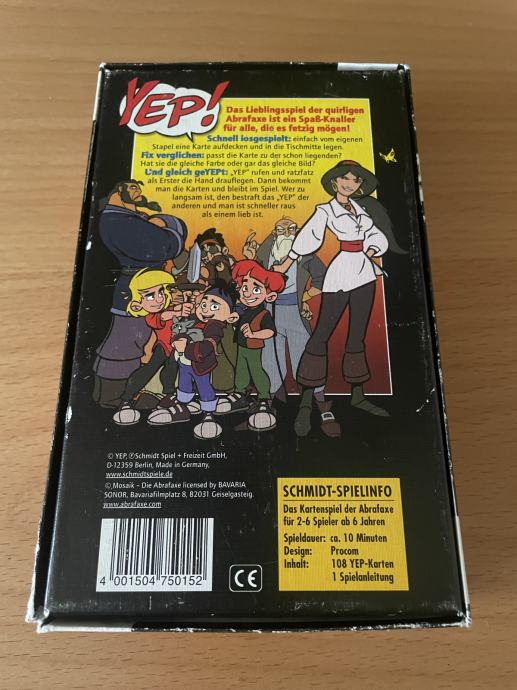 YEP!
Das Lieblingsspiel der quirligen
Abrafaxe ist ein Spaß-Knaller
für alle, die es fetzig mögen!
Schnell losgespielt: einfach vom eigenen
Stapel eine Karte aufdecken und in die Tischmitte legen.
Fix verglichen: passt die Karte zu der schon liegenden?
Hat sie die gleiche Farbe oder gar das gleiche Bild?
Und gleich geYEPt: „YEP" rufen und ratzfatz
als Erster die Hand drauflegen. Dann bekommt
man die Karten und bleibt im Spiel. Wer zu
langsam ist, den bestraft das „YEP" der
anderen und man ist schneller raus
als einem lieb ist.
© YEP, ℗Schmidt Spiel + Freizeit GmbH,
D-12359 Berlin, Made in Germany,
www.schmidtspiele.de
© Mosaik - Die Abrafaxe licensed by BAVARIA
SONOR, Bavariafilmplatz 8, 82031 Geiselgasteig.
www.abrafaxe.com
4 001504 750152
CE
SCHMIDT-SPIELINFO
Das Kartenspiel der Abrafaxe
für 2-6 Spieler ab 6 Jahren
Spieldauer: ca. 10 Minuten
Design: Procom
Inhalt: 108 YEP-Karten
1 Spielanleitung